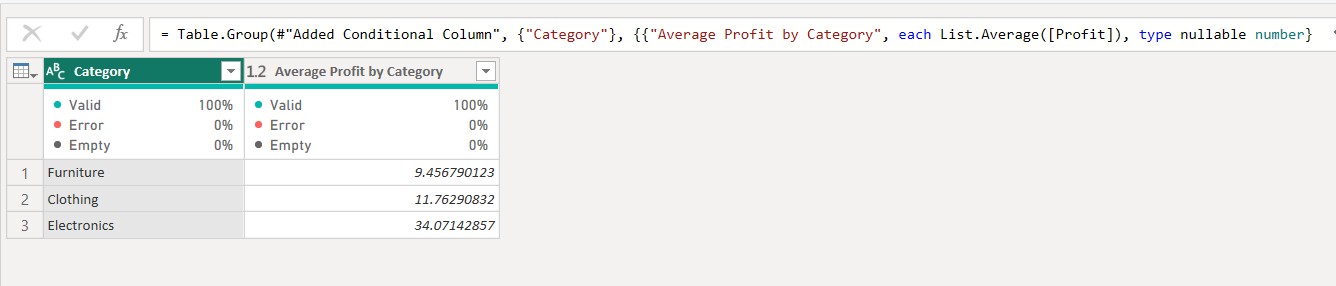 fx = Table.Group(#"Added Conditional Column", {"Category"}, {{"Average Profit by Category", each List.Average([Profit]), type nullable number}
ABC Category 1.2 Average Profit by Category
Valid 100% Valid 100%
Error 0% Error 0%
Empty 0% Empty 0%
1 Furniture 9.456790123
2 Clothing 11.76290832
3 Electronics 34.07142857